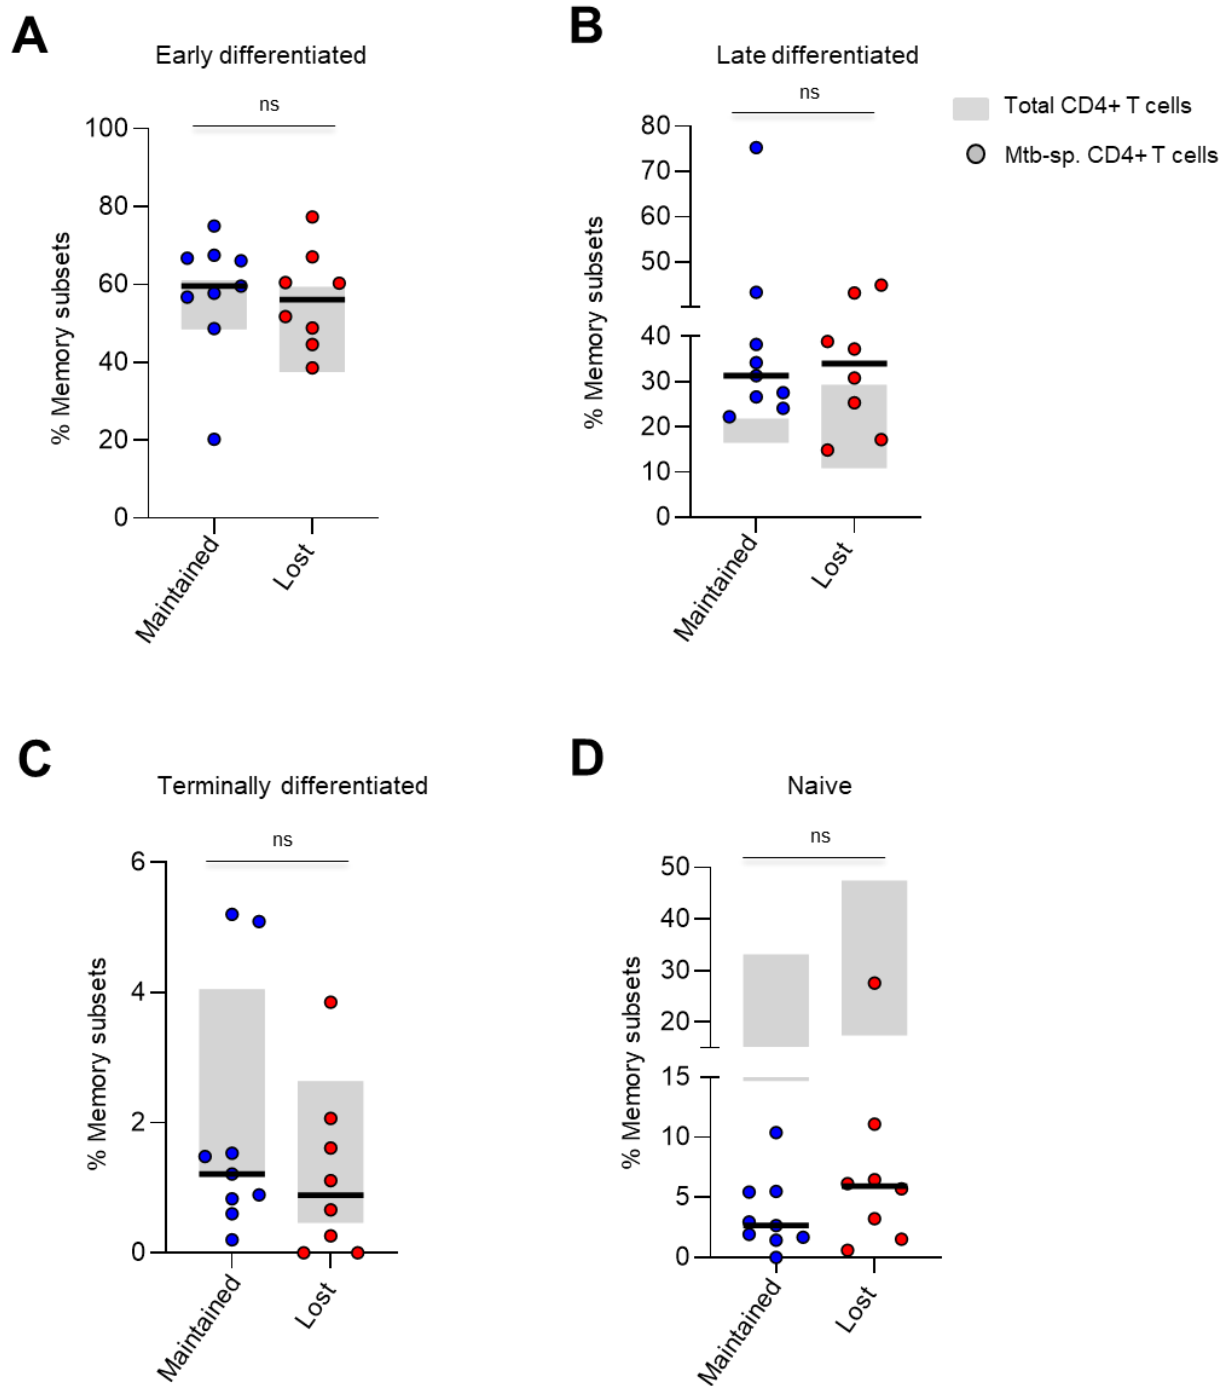 A
Early differentiated
ns
% Memory subsets
100
80
60
40
20
0
Maintained
Lost
B
Late differentiated
ns
% Memory subsets
80
70
60
50
40
30
20
10
0
Maintained
Lost
Total CD4+ T cells
Mtb-sp. CD4+ T cells
C
Terminally differentiated
ns
% Memory subsets
6
4
2
0
Maintained
Lost
D
Naive
ns
% Memory subsets
50
40
30
20
15
10
5
0
Maintained
Lost